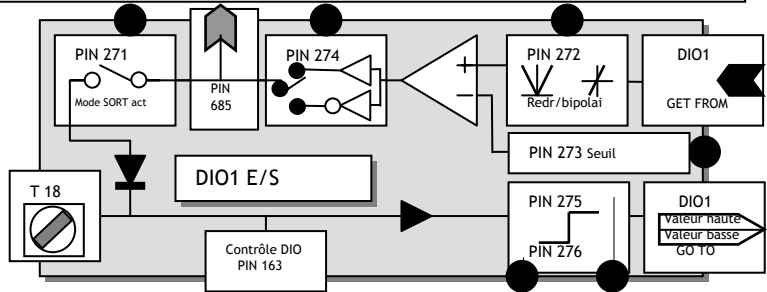 PIN 271
Mode SORT act
PIN
685
PIN 274
PIN 272
Redr/bipolai
DIO1
GET FROM
PIN 273 Seuil
DIO1 E/S
T 18
Contrôle DIO
PIN 163
PIN 275
PIN 276
DIO1
Valeur haute
Valeur basse
GO TO